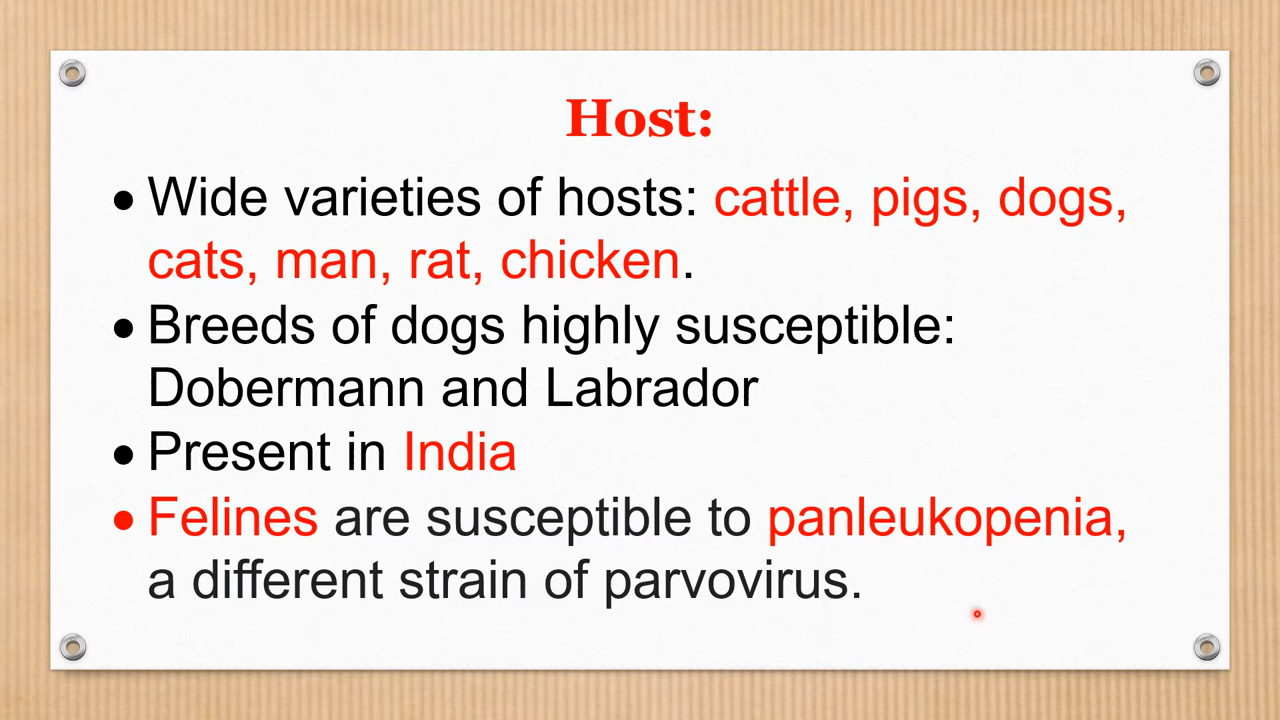 Host:
• Wide varieties of hosts: cattle, pigs, dogs,
cats, man, rat, chicken.
• Breeds of dogs highly susceptible:
Dobermann and Labrador
• Present in India
• Felines are susceptible to panleukopenia,
a different strain of parvovirus.